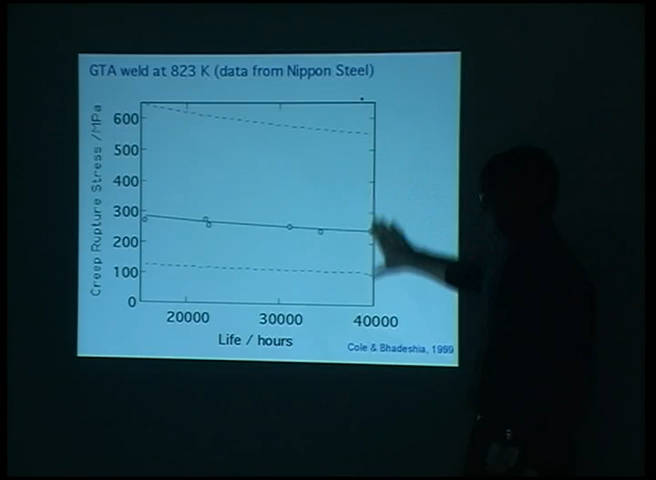 GTA weld at 823 K (data from Nippon Steel)
Creep Rupture Stress /MPa
600
500
400
300
200
100
0
20000 30000 40000
Life / hours
Cole & Bhadeshia, 1999